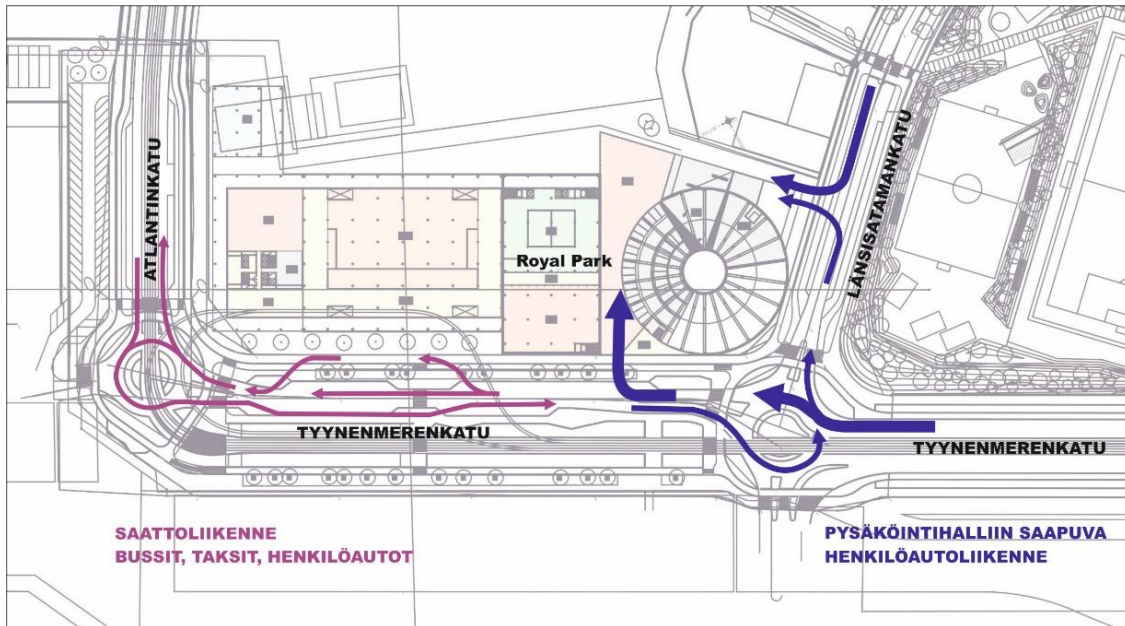 ATLANTINKATU
Royal Park
LÄNSISATAMANKATU
TYYNENMERENKATU
TYYNENMERENKATU
SAATTOLIIKENNE
BUSSIT, TAKSIT, HENKILÖAUTOT
PYSÄKÖINTIHALLIIN SAAPUVA
HENKILÖAUTOLIIKENNE